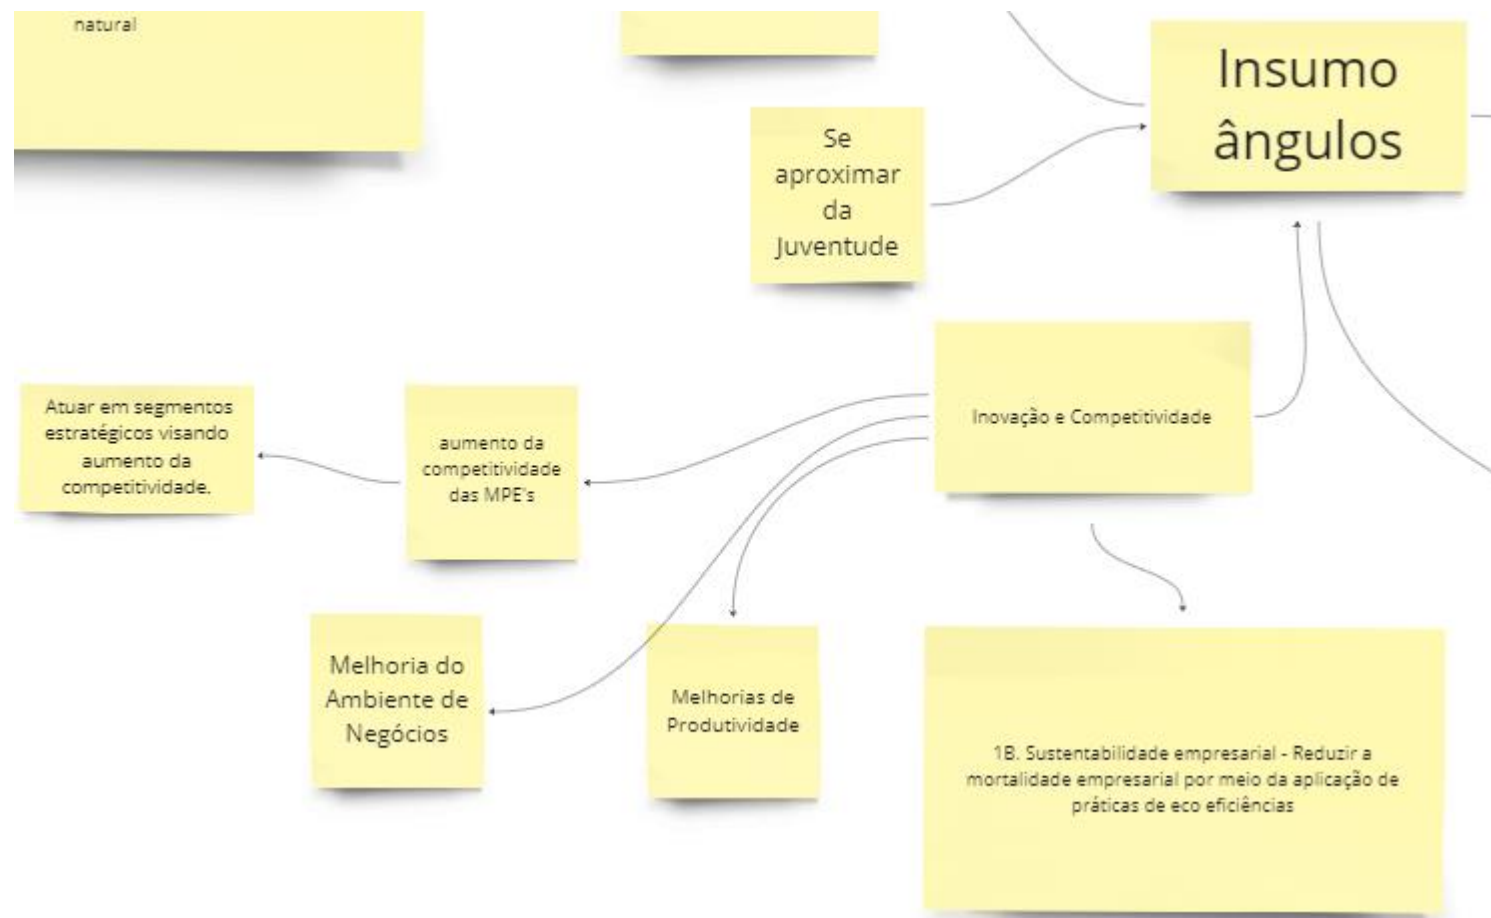 natural
Insumo
ângulos
Se
aproximar
da
Juventude
Inovação e Competitividade
Atuar em segmentos
estratégicos visando
aumento da
competitividade.
aumento da
competitividade
das MPE's
Melhoria do
Ambiente de
Negócios
Melhorias de
Produtividade
1B. Sustentabilidade empresarial - Reduzir a
mortalidade empresarial por meio da aplicação de
práticas de eco eficiências